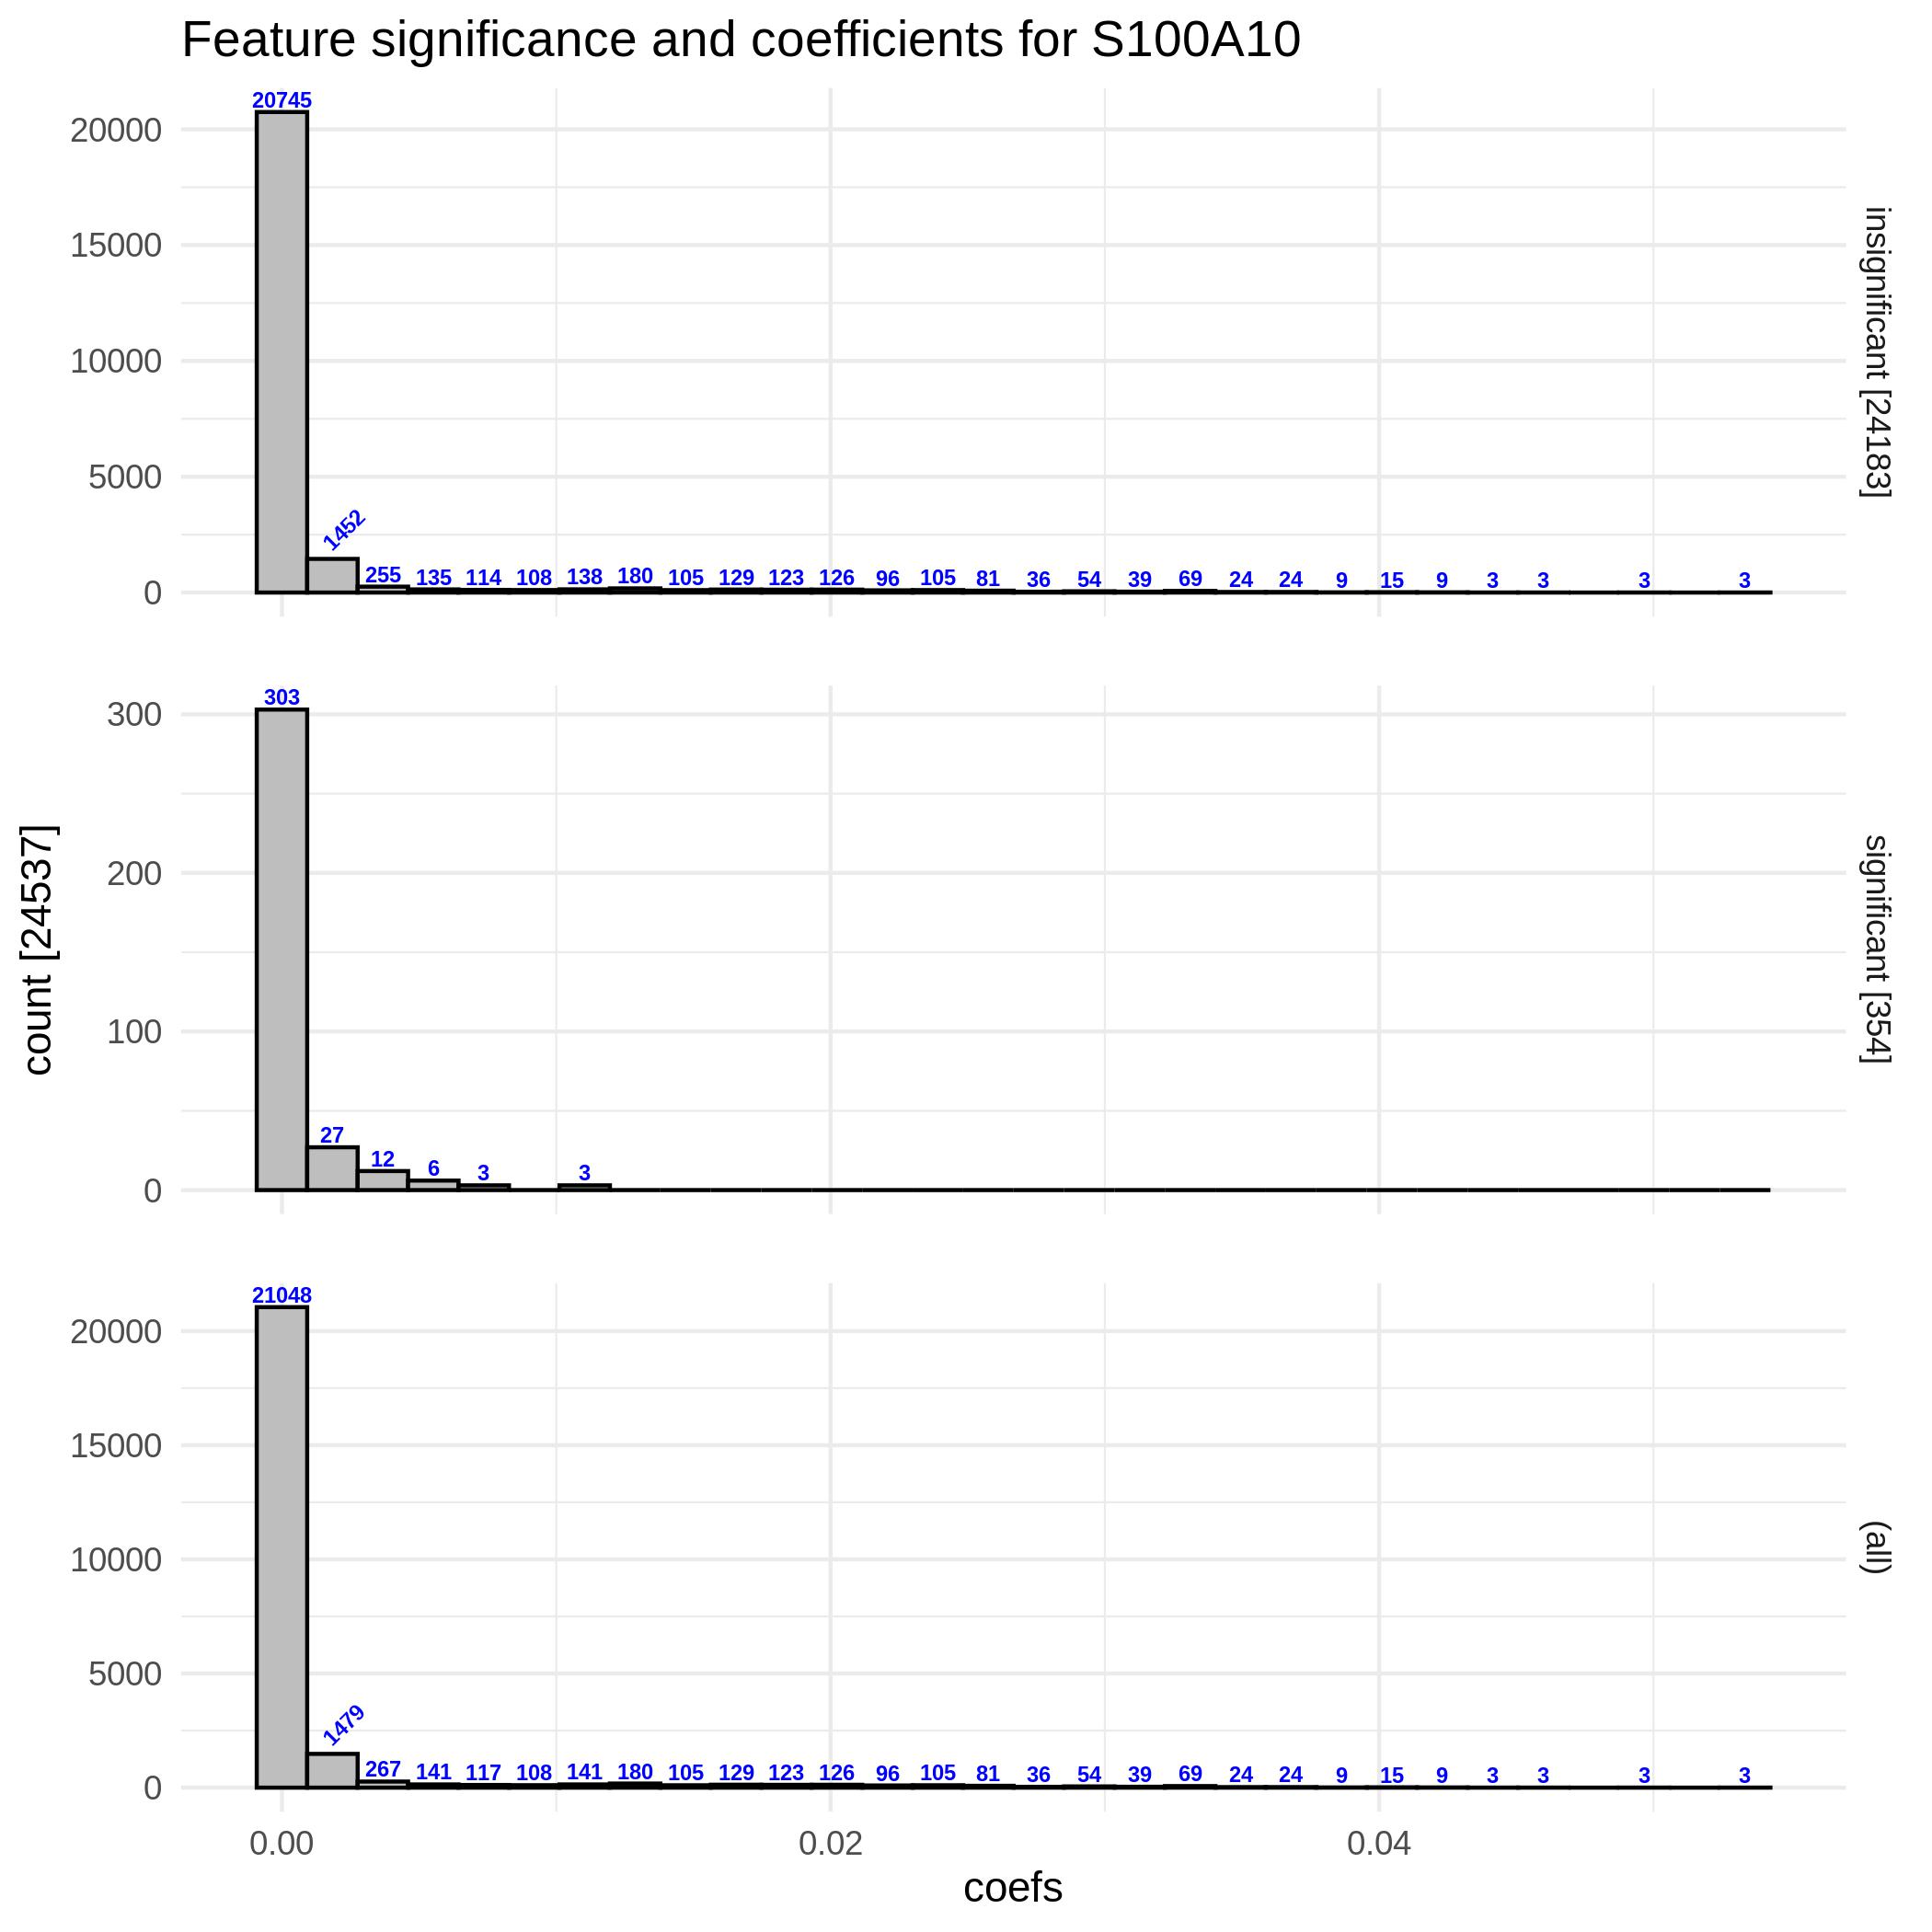 Feature significance and coefficients for S100A10
20745
20000
15000
10000
5000
0
1452
255 135 114 108 138 180 105 129 123 126 96 105 81 36 54 39 69 24 24 9 15 9 3 3 3 3
insignificant [24183]
303
300
200
100
0
27
12
6
3
3
significant [354]
count [24537]
21048
20000
15000
10000
5000
0
1479
267 141 117 108 141 180 105 129 123 126 96 105 81 36 54 39 69 24 24 9 15 9 3 3 3 3
(all)
0.00 0.02 0.04
coefs